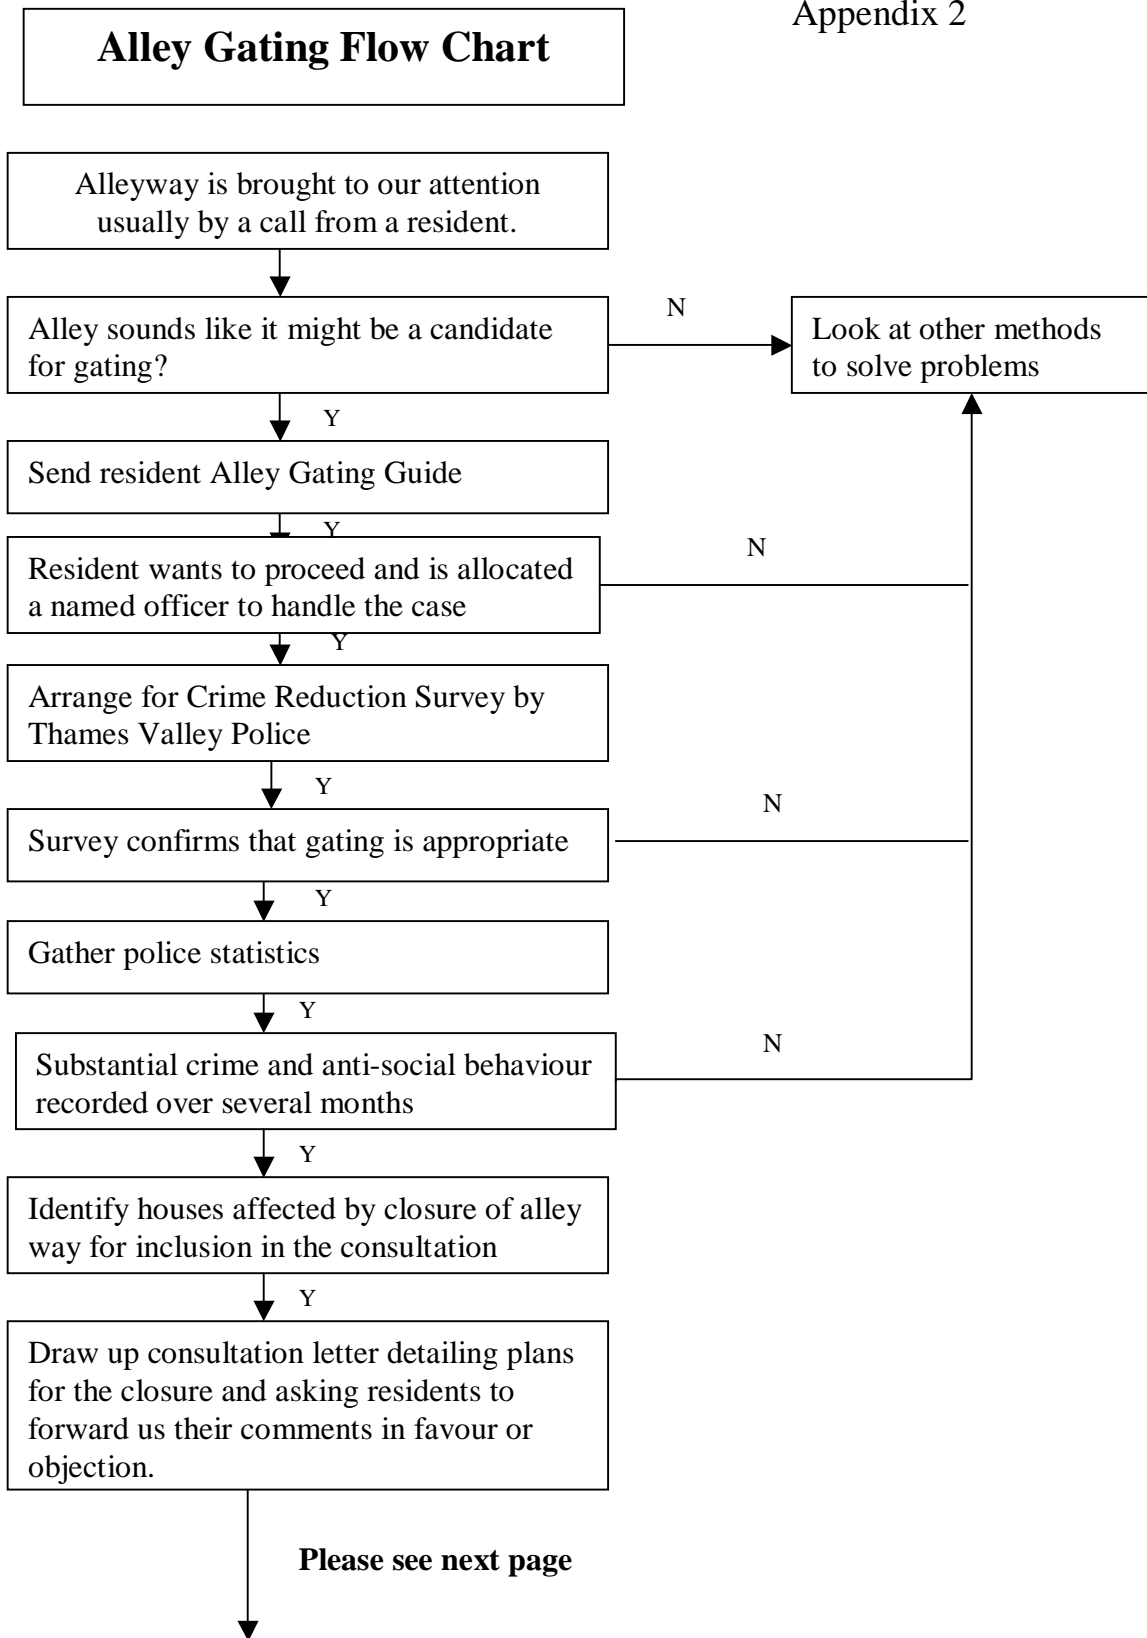 Appendix 2
Alley Gating Flow Chart
Alleyway is brought to our attention
usually by a call from a resident.
Alley sounds like it might be a candidate
for gating?
N
Look at other methods
to solve problems
Y
Send resident Alley Gating Guide
Y
Resident wants to proceed and is allocated
a named officer to handle the case
N
Y
Arrange for Crime Reduction Survey by
Thames Valley Police
Y
Survey confirms that gating is appropriate
N
Y
Gather police statistics
Y
Substantial crime and anti-social behaviour
recorded over several months
N
Y
Identify houses affected by closure of alley
way for inclusion in the consultation
Y
Draw up consultation letter detailing plans
for the closure and asking residents to
forward us their comments in favour or
objection.
Please see next page